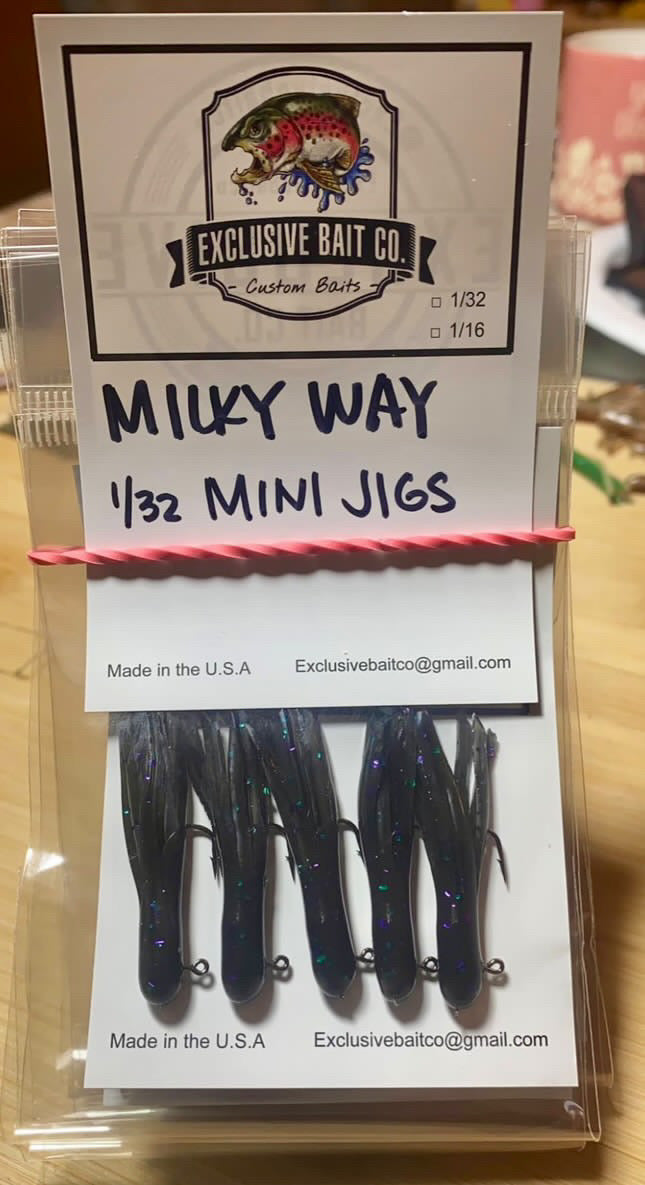 EXCLUSIVE BAIT CO.
- Custom Baits -
□ 1/32
□ 1/16
MILKY WAY
1/32 MINI JIGS
Made in the U.S.A Exclusivebaitco@gmail.com
Made in the U.S.A Exclusivebaitco@gmail.com